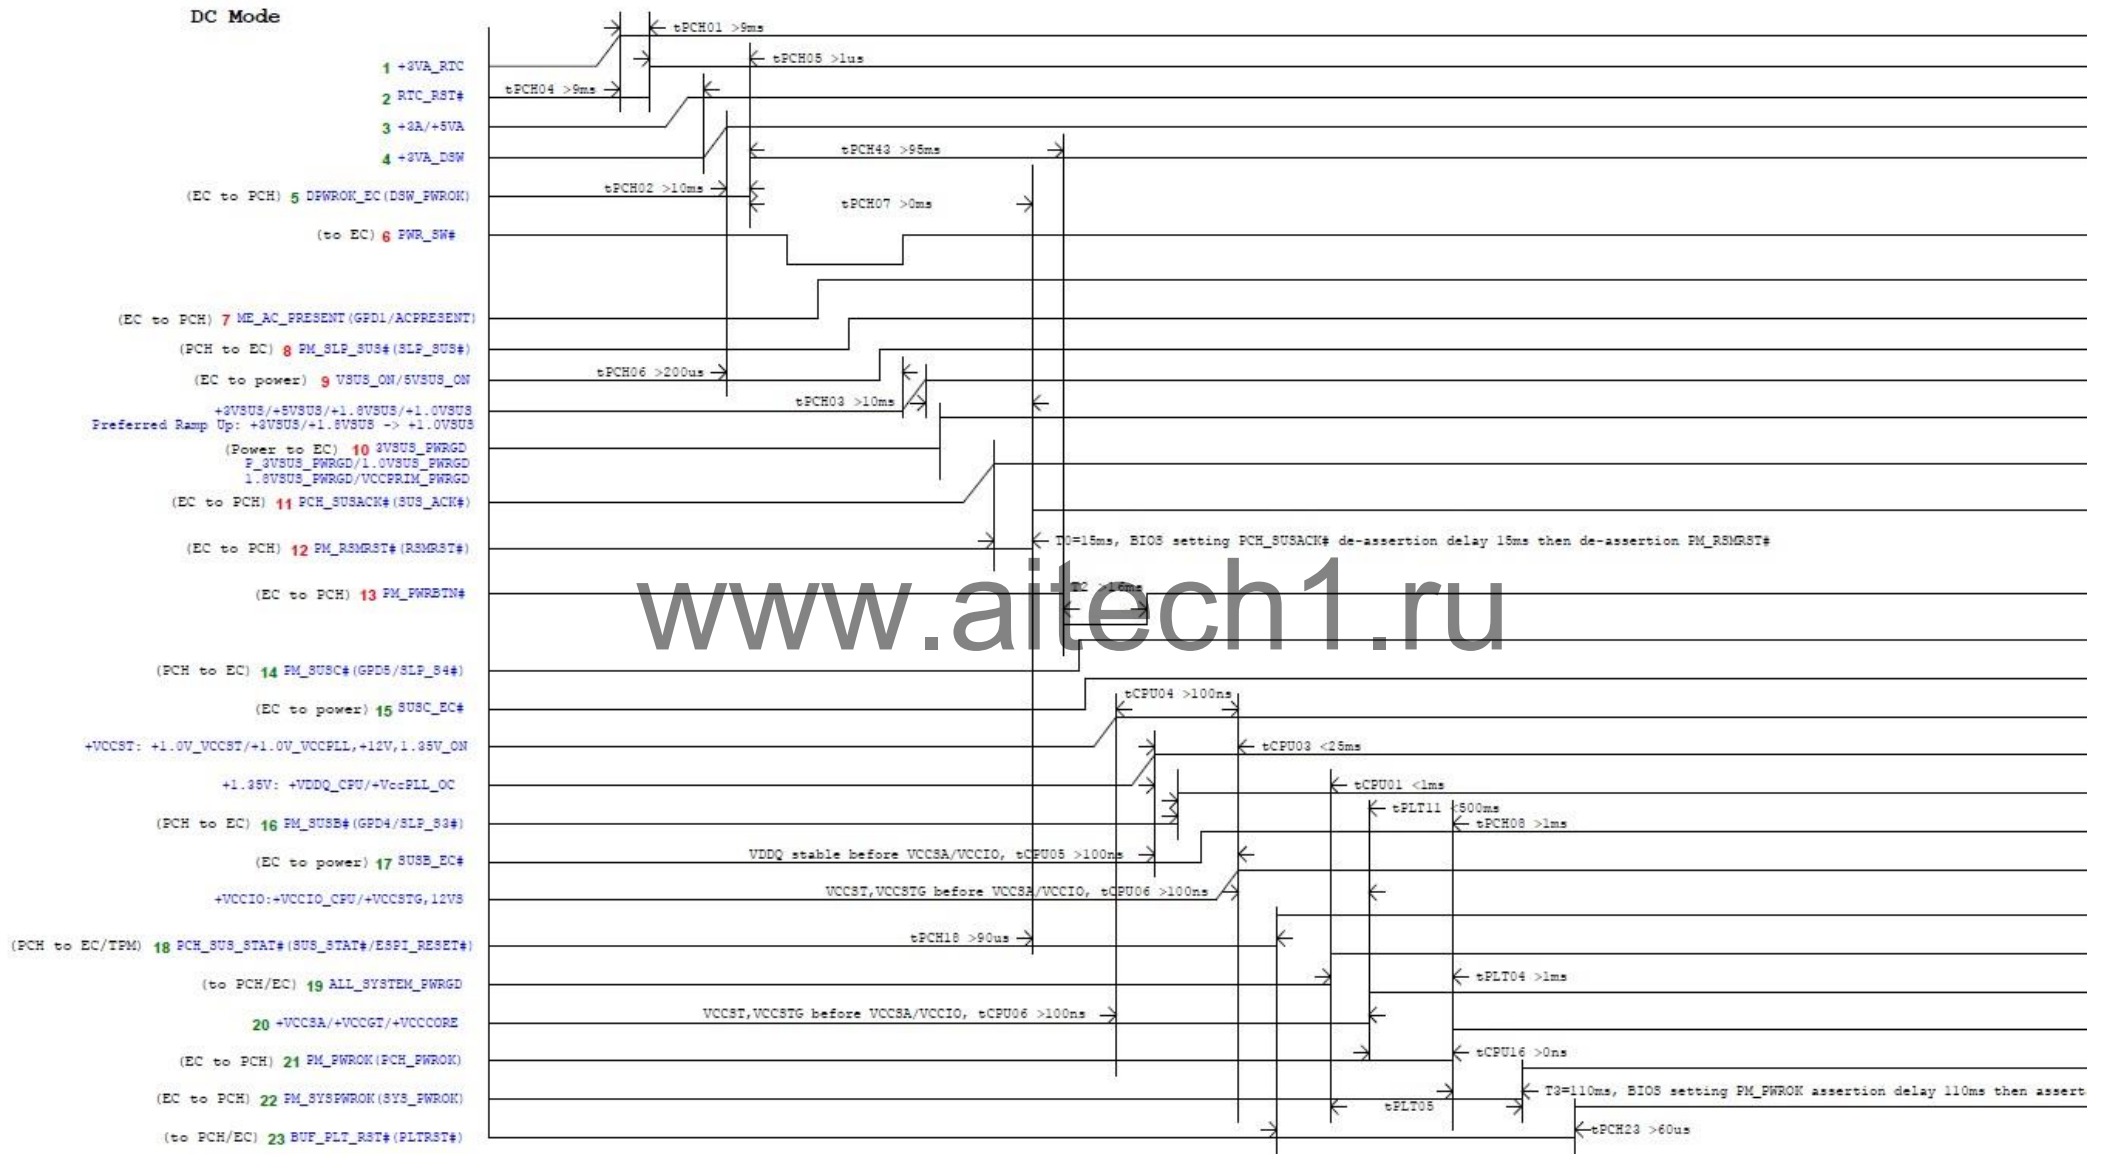 DC Mode
tPCH01 >9ms
1 +3VA_RTC
tPCH05 >1us
2 RTC_RST#
tPCH04 >9ms
3 +3A/+5VA
4 +3VA_DSW
tPCH43 >95ms
(EC to PCH) 5 DPWROK_EC(DSW_PWROK)
tPCH02 >10ms
tPCH07 >0ms
(to EC) 6 PWR_SW#
(EC to PCH) 7 ME_AC_PRESENT(GPD1/ACPRESENT)
(PCH to EC) 8 PM_SLP_SUS#(SLP_SUS#)
(EC to power) 9 VSUS_ON/5VSUS_ON
tPCH06 >200us
+3VSUS/+5VSUS/+1.8VSUS/+1.0VSUS
tPCH03 >10ms
Preferred Ramp Up: +3VSUS/+1.8VSUS -> +1.0VSUS
(Power to EC) 10 3VSUS_PWRGD
P_3VSUS_PWRGD/1.0VSUS_PWRGD
1.8VSUS_PWRGD/VCCPRIM_PWRGD
(EC to PCH) 11 PCH_SUSACK#(SUS_ACK#)
(EC to PCH) 12 PM_RSMRST#(RSMRST#)
T0=15ms, BIOS setting PCH_SUSACK# de-assertion delay 15ms then de-assertion PM_RSMRST#
(EC to PCH) 13 PM_PWRBTN#
T2 >16ms
www.aitech1.ru
(PCH to EC) 14 PM_SUSC#(GPD5/SLP_S4#)
(EC to power) 15 SUSC_EC#
tCPU04 >100ns
+VCCST: +1.0V_VCCST/+1.0V_VCCPLL,+12V,1.35V_ON
tCPU03 <25ms
+1.35V: +VDDQ_CPU/+VccPLL_OC
tCPU01 <1ms
tPLT11 <500ms
(PCH to EC) 16 PM_SUSB#(GPD4/SLP_S3#)
tPCH08 >1ms
(EC to power) 17 SUSB_EC#
VDDQ stable before VCCSA/VCCIO, tCPU05 >100ns
+VCCIO:+VCCIO_CPU/+VCCSTG,12VS
VCCST,VCCSTG before VCCSA/VCCIO, tCPU06 >100ns
(PCH to EC/TPM) 18 PCH_SUS_STAT#(SUS_STAT#/ESPI_RESET#)
tPCH18 >90us
(to PCH/EC) 19 ALL_SYSTEM_PWRGD
tPLT04 >1ms
20 +VCCSA/+VCCGT/+VCCCORE
VCCST,VCCSTG before VCCSA/VCCIO, tCPU06 >100ns
(EC to PCH) 21 PM_PWROK(PCH_PWROK)
tCPU16 >0ns
(EC to PCH) 22 PM_SYSPWROK(SYS_PWROK)
T3=110ms, BIOS setting PM_PWROK assertion delay 110ms then assert
tPLT05
(to PCH/EC) 23 BUF_PLT_RST#(PLTRST#)
tPCH23 >60us